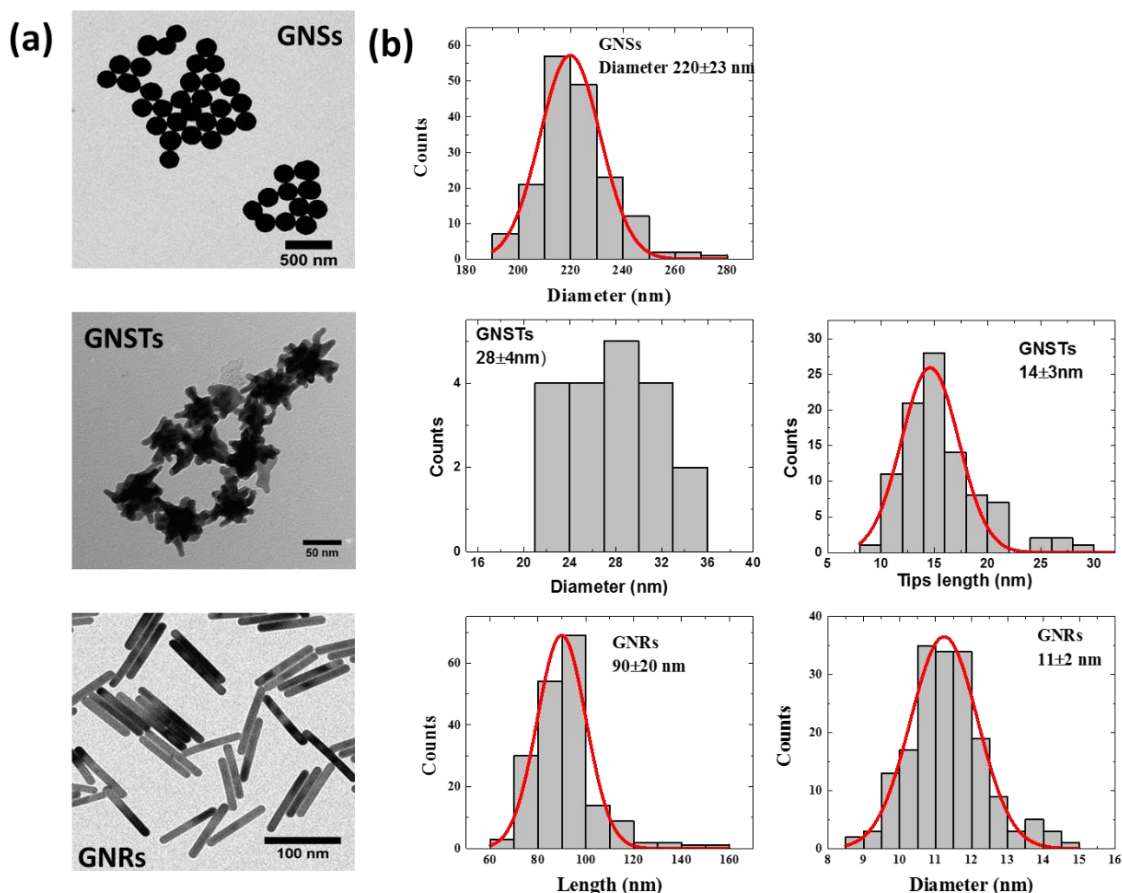 (a)
GNSs
500 nm
(b)
GNSs
Diameter 220±23 nm
60
50
40
30
20
10
0
Counts
180 200 220 240 260 280
Diameter (nm)
GNSTs
50 nm
GNSTs
28±4nm)
4
2
0
Counts
16 20 24 28 32 36 40
Diameter (nm)
GNSTs
14±3nm
30
25
20
15
10
5
0
Counts
10 15 20 25 30
Tips length (nm)
GNRs
100 nm
GNRs
90±20 nm
60
40
20
0
Counts
60 80 100 120 140 160
Length (nm)
GNRs
11±2 nm
40
30
20
10
0
Counts
8 9 10 11 12 13 14 15 16
Diameter (nm)